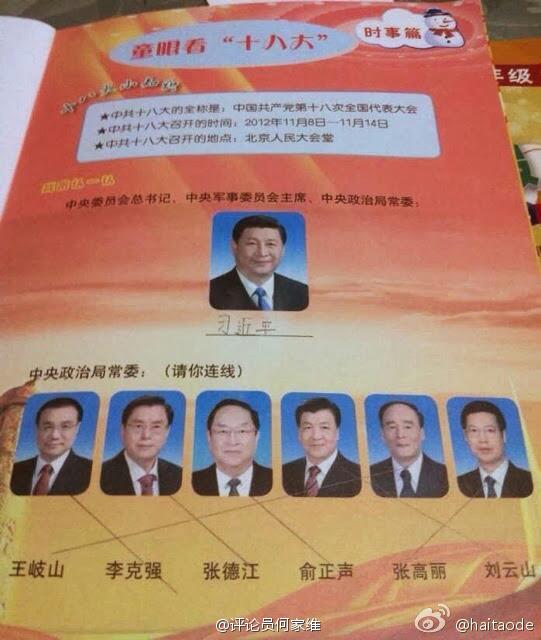 时事篇
童眼看“十八大”
年级
★中共十八大的全称是：中国共产党第十八次全国代表大会
★中共十八大召开的时间：2012年11月8日—11月14日
★中共十八大召开的地点：北京人民大会堂
中央委员会总书记、中央军事委员会主席、中央政治局常委：
习近平
中央政治局常委：（请你连线）
王岐山 李克强 张德江 俞正声 张高丽 刘云山
@评论员何家维
@haitaode